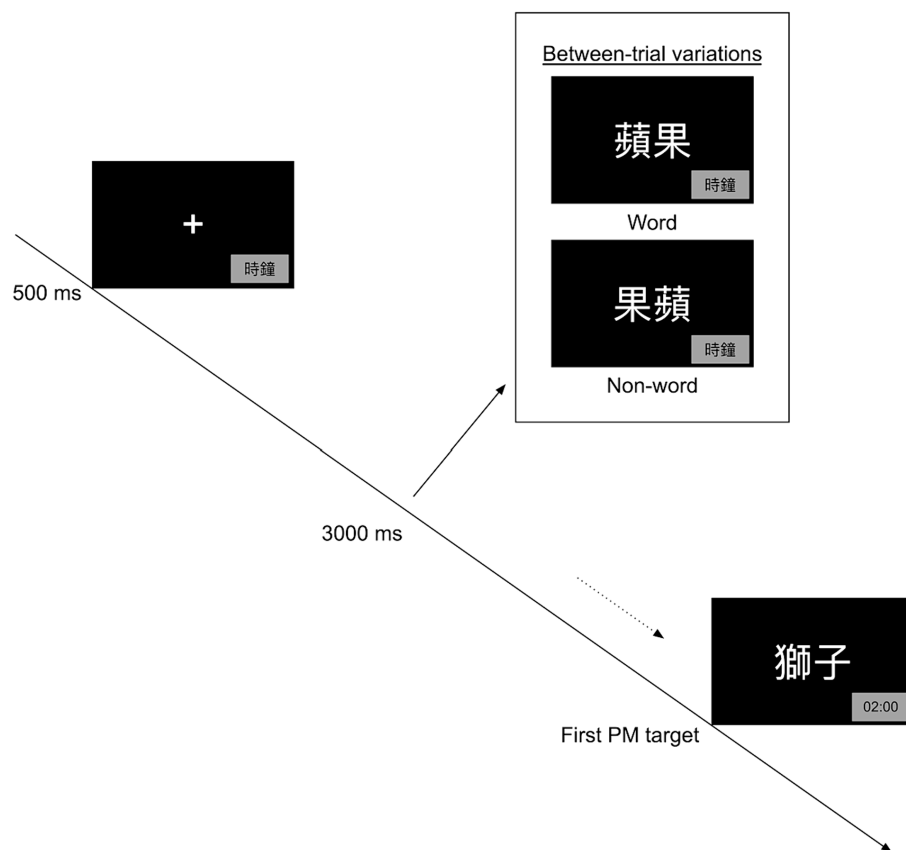 Between-trial variations
蘋果
時鐘
Word
+
時鐘
500 ms
果蘋
時鐘
Non-word
3000 ms
獅子
02:00
First PM target